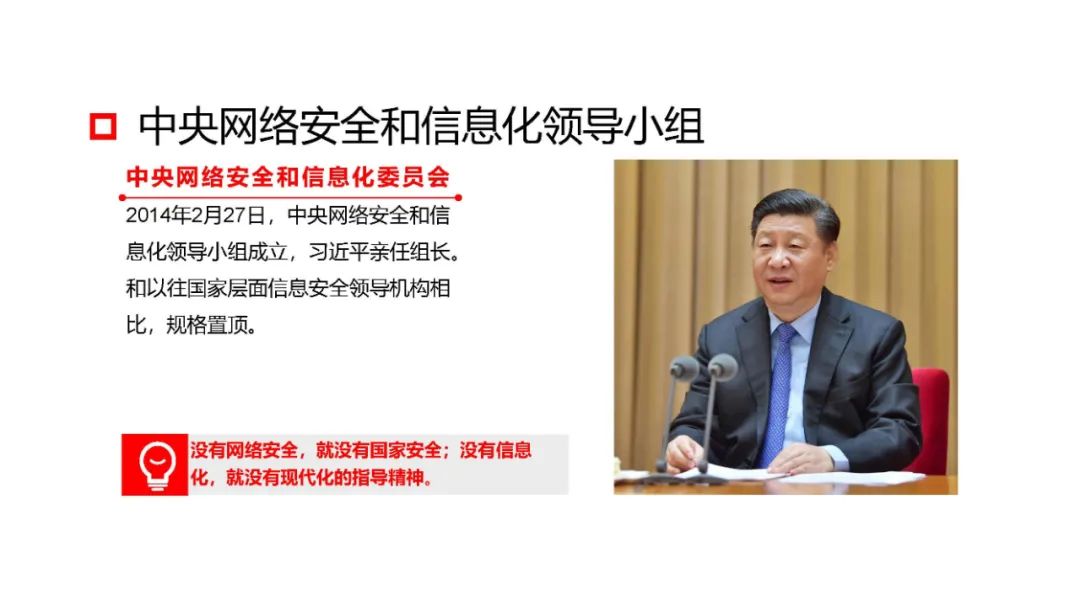 中央网络安全和信息化领导小组
中央网络安全和信息化委员会
2014年2月27日，中央网络安全和信
息化领导小组成立，习近平亲任组长。
和以往国家层面信息安全领导机构相
比，规格置顶。
没有网络安全，就没有国家安全；没有信息
化，就没有现代化的指导精神。